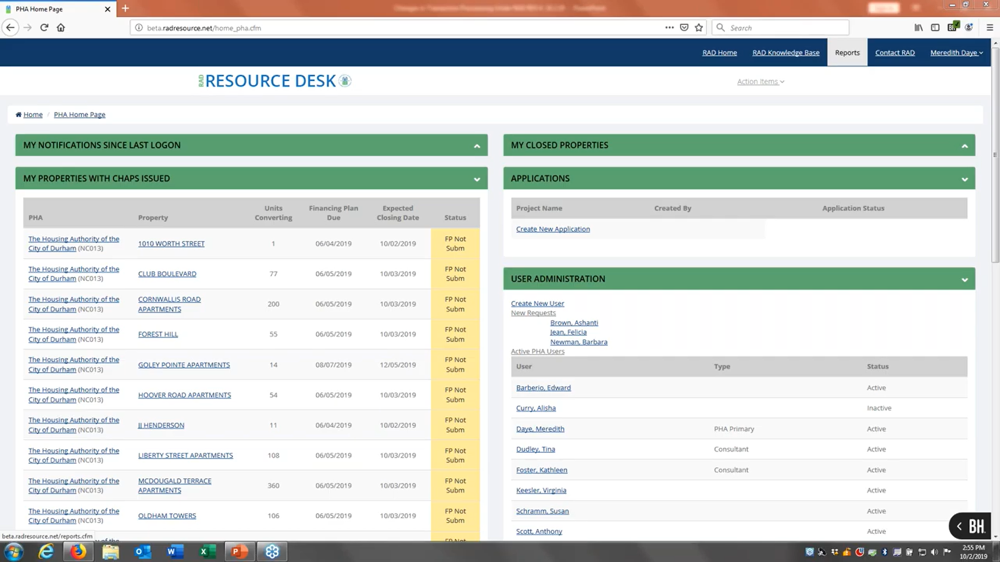 PHA Home Page
beta.radresource.net/home_pha.cfm
Search
RAD Home
RAD Knowledge Base
Reports
Contact RAD
Meredith Daye
RAD RESOURCE DESK
Action Items
Home / PHA Home Page
MY NOTIFICATIONS SINCE LAST LOGON
MY PROPERTIES WITH CHAPS ISSUED
PHA Property Units Converting Financing Plan Due Expected Closing Date Status
The Housing Authority of the City of Durham (NC013) 1010 WORTH STREET 1 06/04/2019 10/02/2019 FP Not Subm
The Housing Authority of the City of Durham (NC013) CLUB BOULEVARD 77 06/05/2019 10/03/2019 FP Not Subm
The Housing Authority of the City of Durham (NC013) CORNWALLIS ROAD APARTMENTS 200 06/05/2019 10/03/2019 FP Not Subm
The Housing Authority of the City of Durham (NC013) FOREST HILL 55 06/05/2019 10/03/2019 FP Not Subm
The Housing Authority of the City of Durham (NC013) GOLEY POINTE APARTMENTS 14 08/07/2019 12/05/2019 FP Not Subm
The Housing Authority of the City of Durham (NC013) HOOVER ROAD APARTMENTS 54 06/05/2019 10/03/2019 FP Not Subm
The Housing Authority of the City of Durham (NC013) JJ HENDERSON 11 06/04/2019 10/02/2019 FP Not Subm
The Housing Authority of the City of Durham (NC013) LIBERTY STREET APARTMENTS 108 06/05/2019 10/03/2019 FP Not Subm
The Housing Authority of the City of Durham (NC013) MCDOUGALD TERRACE APARTMENTS 360 06/05/2019 10/03/2019 FP Not Subm
The Housing Authority of the City of Durham (NC013) OLDHAM TOWERS 106 06/05/2019 10/03/2019 FP Not Subm
MY CLOSED PROPERTIES
APPLICATIONS
Project Name Created By Application Status
Create New Application
USER ADMINISTRATION
Create New User
New Requests
Brown, Ashanti
Jean, Felicia
Newman, Barbara
Active PHA Users
User Type Status
Barberio, Edward Active
Curry, Alisha Inactive
Daye, Meredith PHA Primary Active
Dudley, Tina Consultant Active
Foster, Kathleen Consultant Active
Keesler, Virginia Active
Schramm, Susan Active
Scott, Anthony Active
BH.
beta.radresource.net/reports.cfm
2:55 PM
10/2/2019